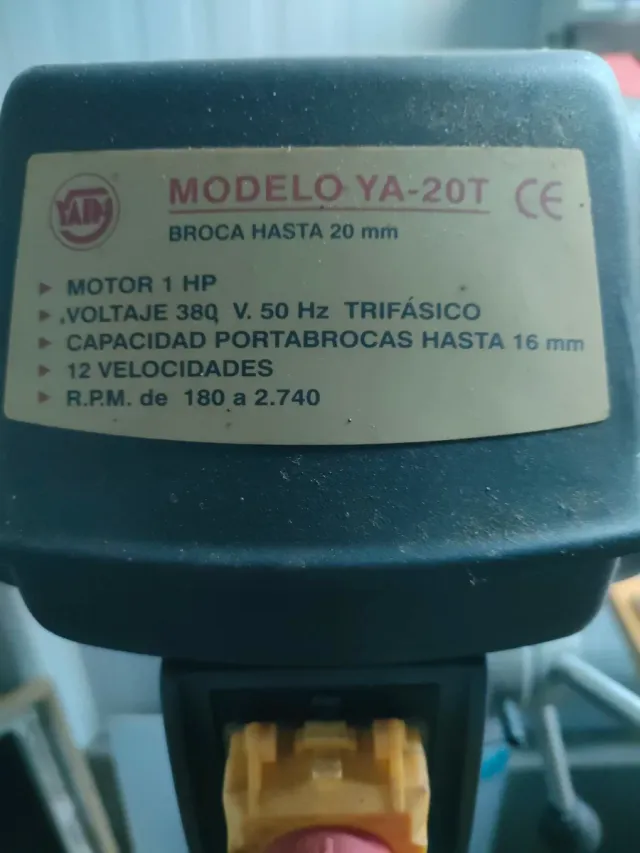 YAIM
MODELO YA-20T
CE
BROCA HASTA 20 mm
MOTOR 1 HP
VOLTAJE 380 V. 50 Hz TRIFÁSICO
CAPACIDAD PORTABROCAS HASTA 16 mm
12 VELOCIDADES
R.P.M. de 180 a 2.740